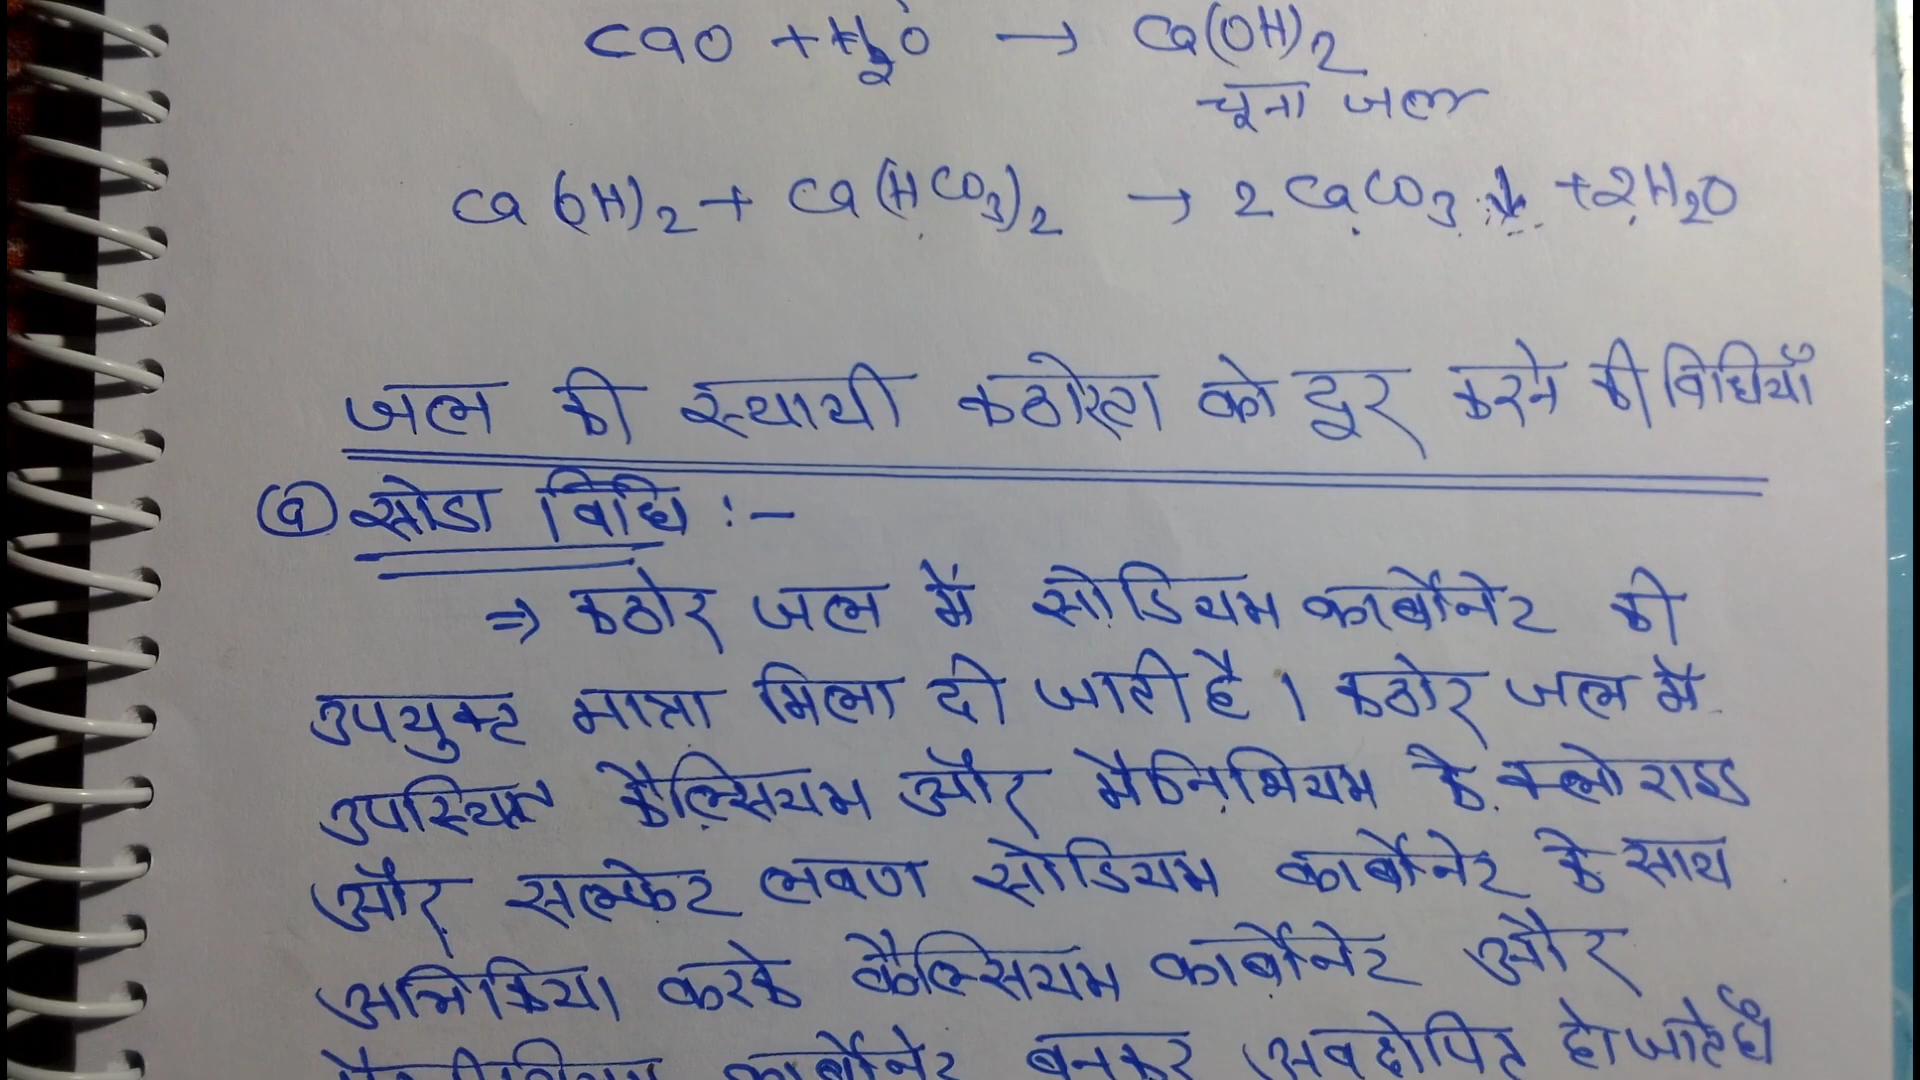 CaO + H2O → Ca(OH)2
चूना जल
Ca(OH)2 + Ca(HCO3)2 → 2CaCO3↓ + 2H2O
जल की स्थायी कठोरता को दूर करने की विधियाँ
(a) सोडा विधि :-
⇒ कठोर जल में सोडियम कार्बोनेट की
उपयुक्त मात्रा मिला दी जाती है। कठोर जल में
उपस्थित कैल्सियम और मैग्निशियम के क्लोराइड
और सल्फेट लवण सोडियम कार्बोनेट के साथ
अभिक्रिया करके कैल्सियम कार्बोनेट और
कार्बोनेट बनकर अवक्षेपित हो जाते हैं